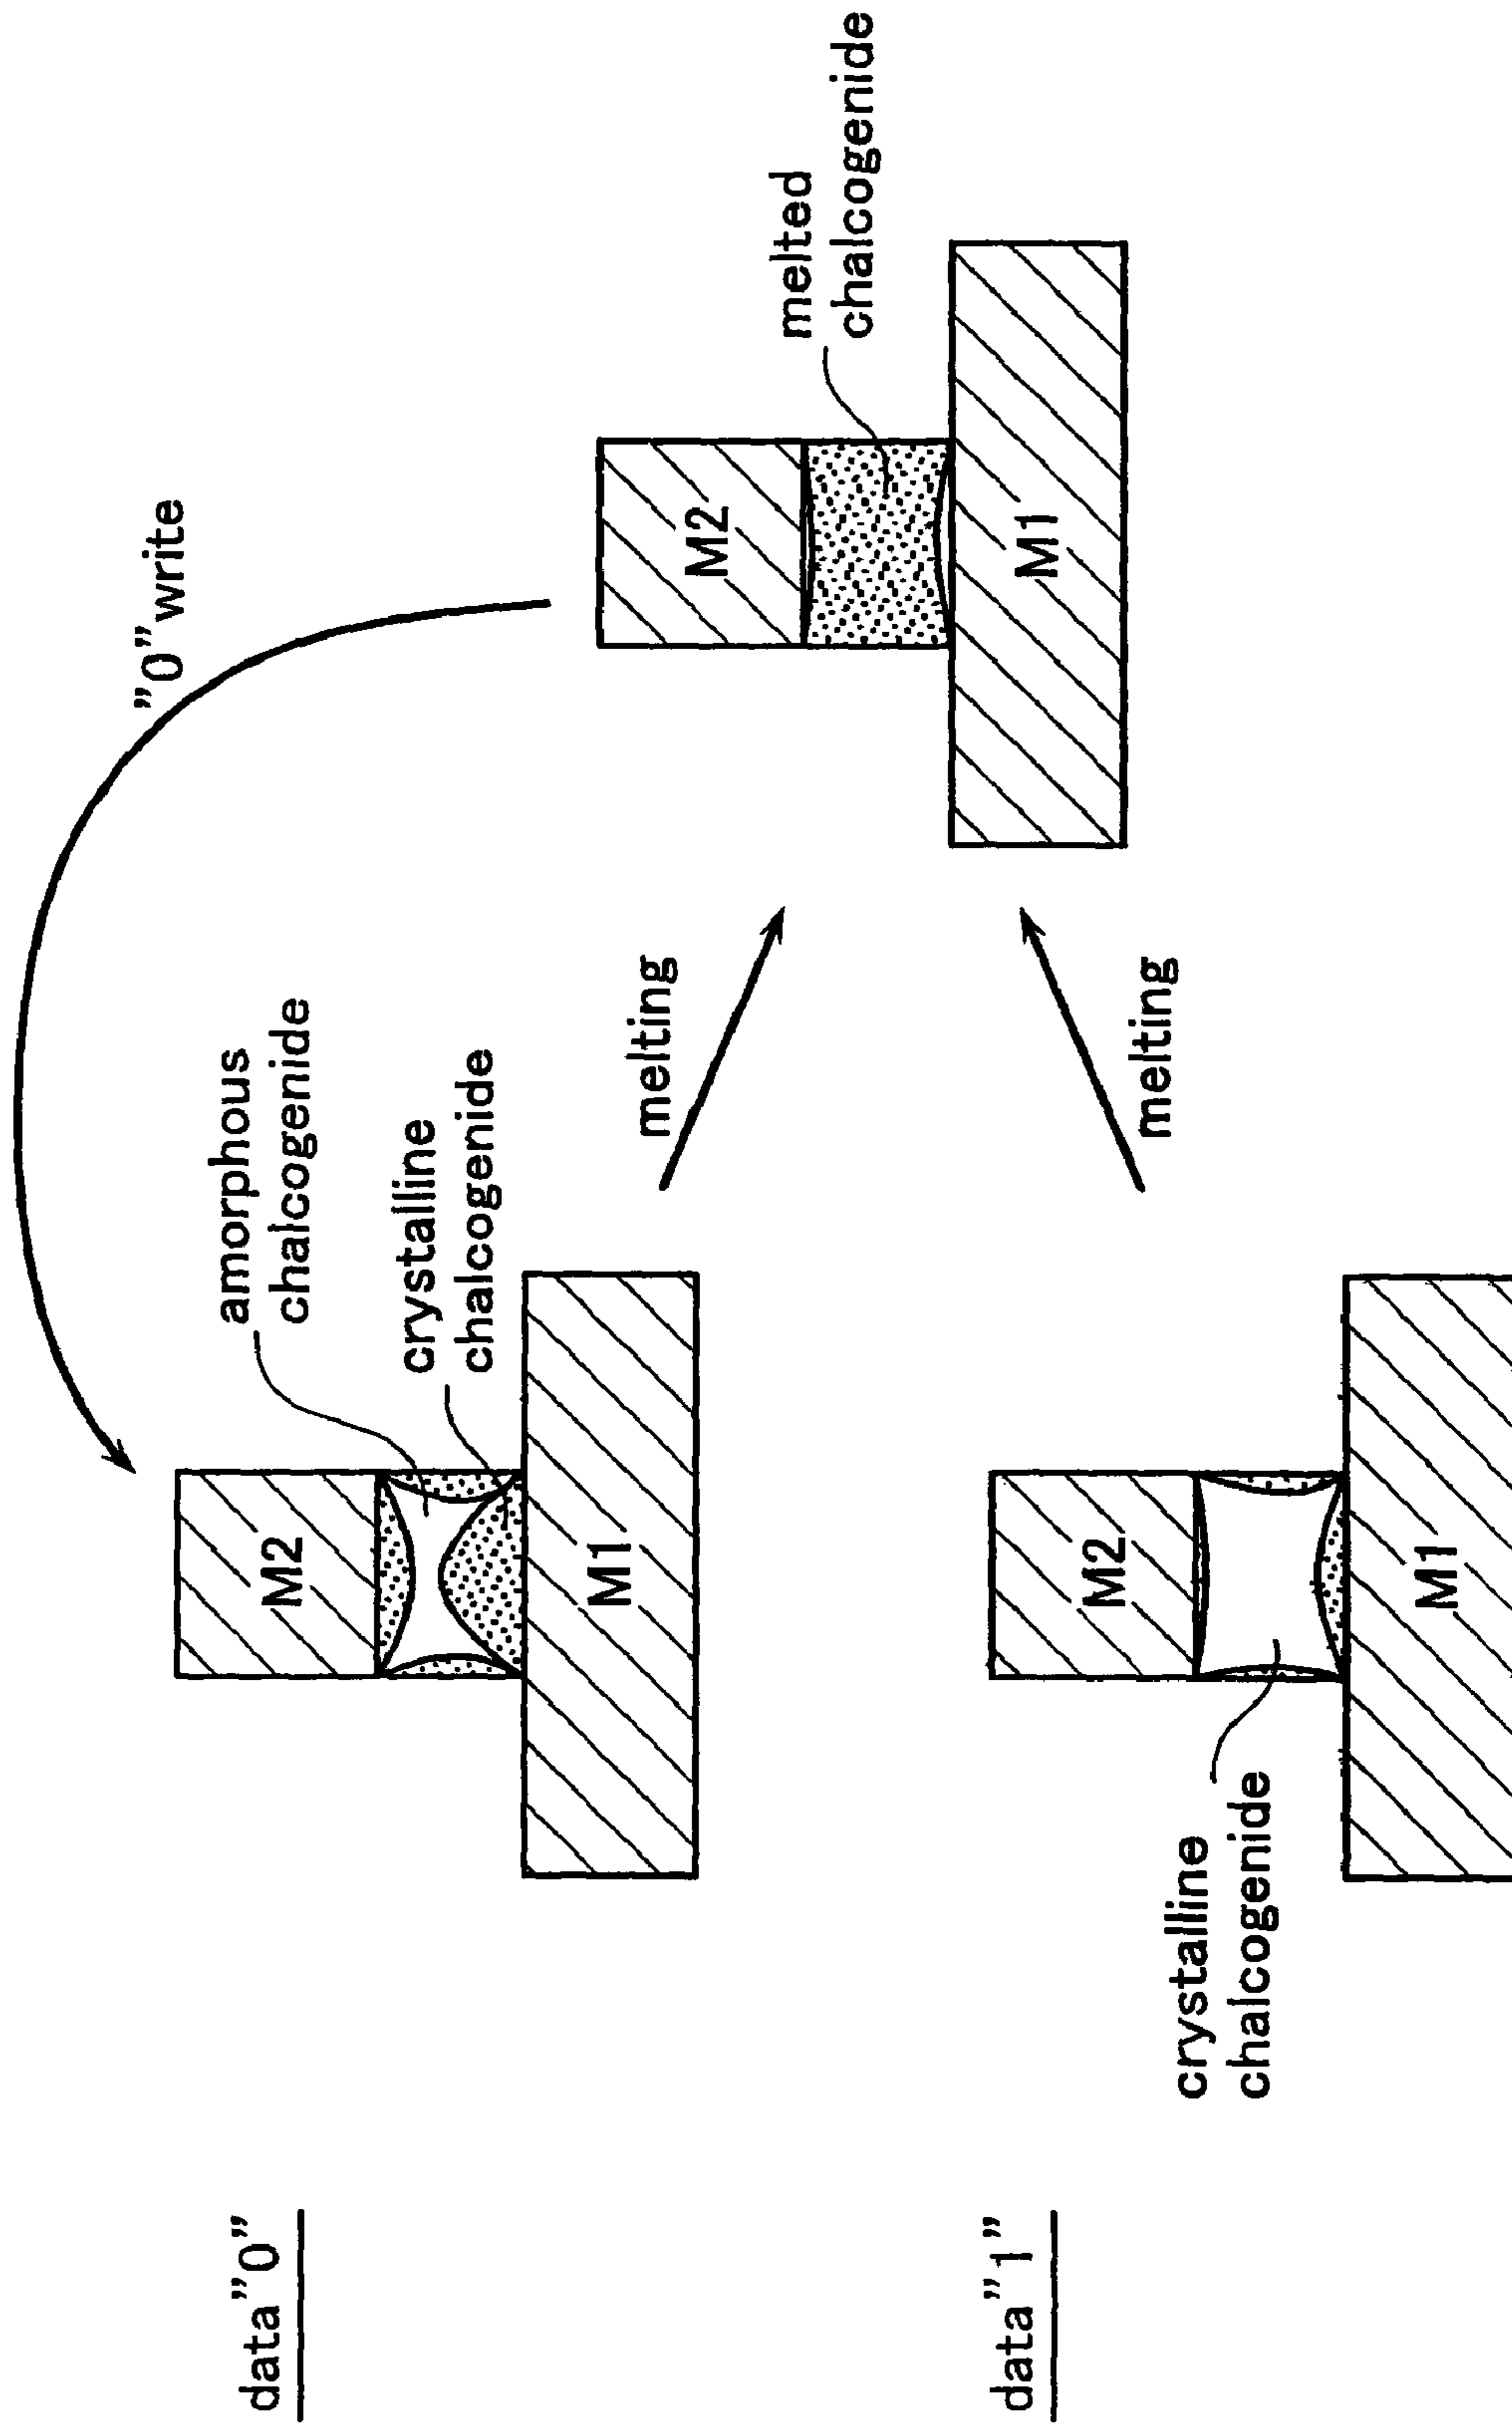 "0"write
data"0"
amorphous
chalcogenide
crystalline
chalcogenide
M2
M1
melting
melted
chalcogenide
M2
M1
melting
data"1"
crystalline
chalcogenide
M2
M1